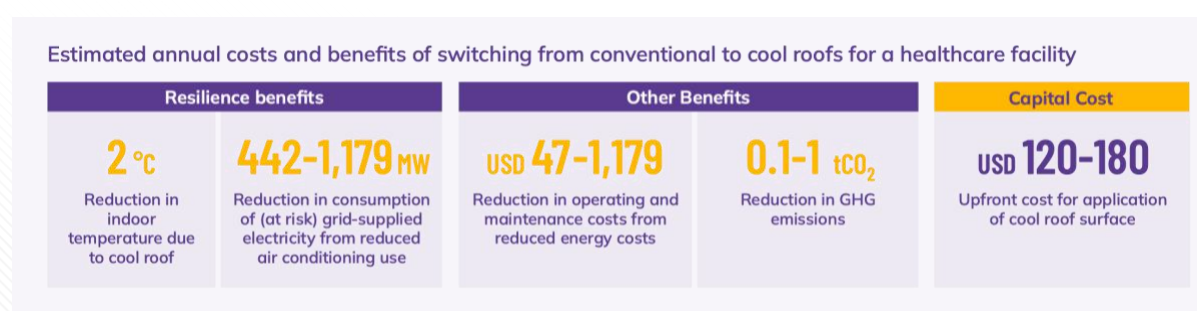 Estimated annual costs and benefits of switching from conventional to cool roofs for a healthcare facility
Resilience benefits
2 °C
Reduction in
indoor
temperature due
to cool roof
442-1,179 MW
Reduction in consumption
of (at risk) grid-supplied
electricity from reduced
air conditioning use
Other Benefits
USD 47-1,179
Reduction in operating and
maintenance costs from
reduced energy costs
0.1-1 tCO₂
Reduction in GHG
emissions
Capital Cost
USD 120-180
Upfront cost for application
of cool roof surface